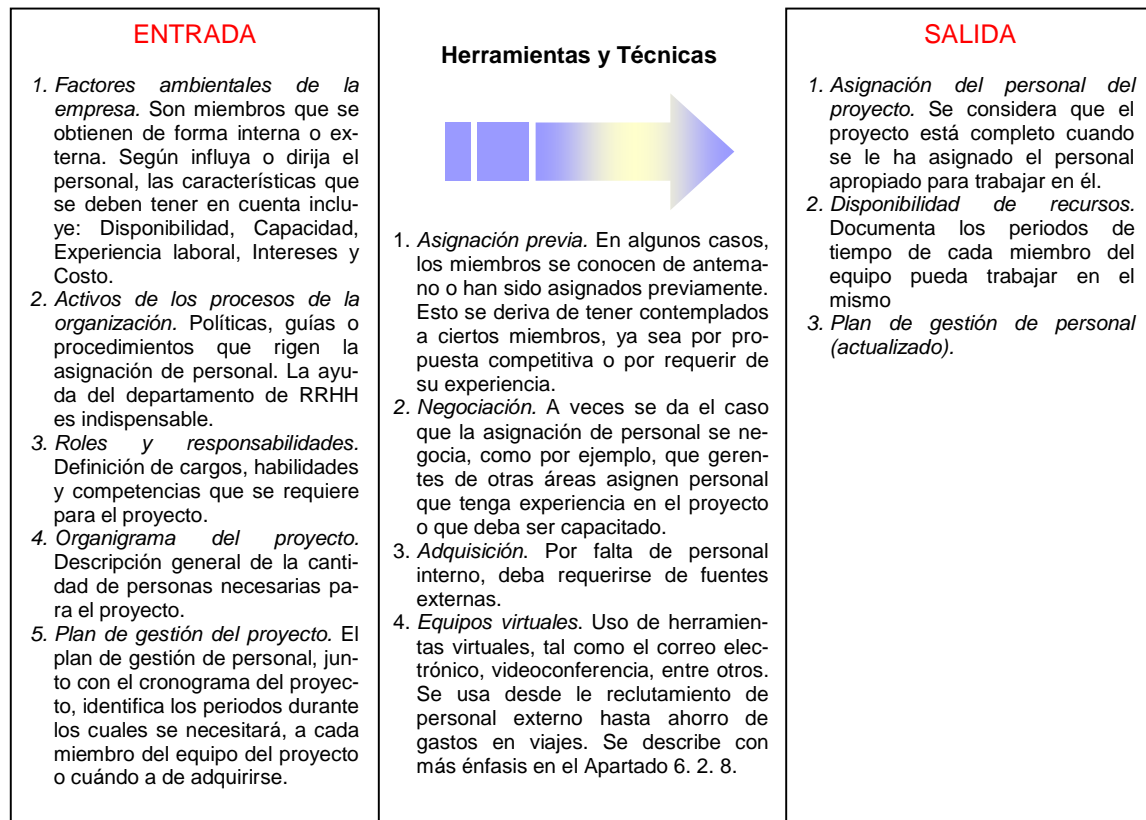 ENTRADA
1. Factores ambientales de la
empresa. Son miembros que se
obtienen de forma interna o ex-
terna. Según influya o dirija el
personal, las características que
se deben tener en cuenta inclu-
ye: Disponibilidad, Capacidad,
Experiencia laboral, Intereses y
Costo.
2. Activos de los procesos de la
organización. Políticas, guías o
procedimientos que rigen la
asignación de personal. La ayu-
da del departamento de RRHH
es indispensable.
3. Roles y responsabilidades.
Definición de cargos, habilidades
y competencias que se requiere
para el proyecto.
4. Organigrama del proyecto.
Descripción general de la canti-
dad de personas necesarias pa-
ra el proyecto.
5. Plan de gestión del proyecto. El
plan de gestión de personal, jun-
to con el cronograma del proyec-
to, identifica los periodos durante
los cuales se necesitará, a cada
miembro del equipo del proyecto
o cuándo a de adquirirse.
Herramientas y Técnicas
1. Asignación previa. En algunos casos,
los miembros se conocen de antema-
no o han sido asignados previamente.
Esto se deriva de tener contemplados
a ciertos miembros, ya sea por pro-
puesta competitiva o por requerir de
su experiencia.
2. Negociación. A veces se da el caso
que la asignación de personal se ne-
gocia, como por ejemplo, que geren-
tes de otras áreas asignen personal
que tenga experiencia en el proyecto
o que deba ser capacitado.
3. Adquisición. Por falta de personal
interno, deba requerirse de fuentes
externas.
4. Equipos virtuales. Uso de herramien-
tas virtuales, tal como el correo elec-
trónico, videoconferencia, entre otros.
Se usa desde le reclutamiento de
personal externo hasta ahorro de
gastos en viajes. Se describe con
más énfasis en el Apartado 6. 2. 8.
SALIDA
1. Asignación del personal del
proyecto. Se considera que el
proyecto está completo cuando
se le ha asignado el personal
apropiado para trabajar en él.
2. Disponibilidad de recursos.
Documenta los periodos de
tiempo de cada miembro del
equipo pueda trabajar en el
mismo
3. Plan de gestión de personal
(actualizado).